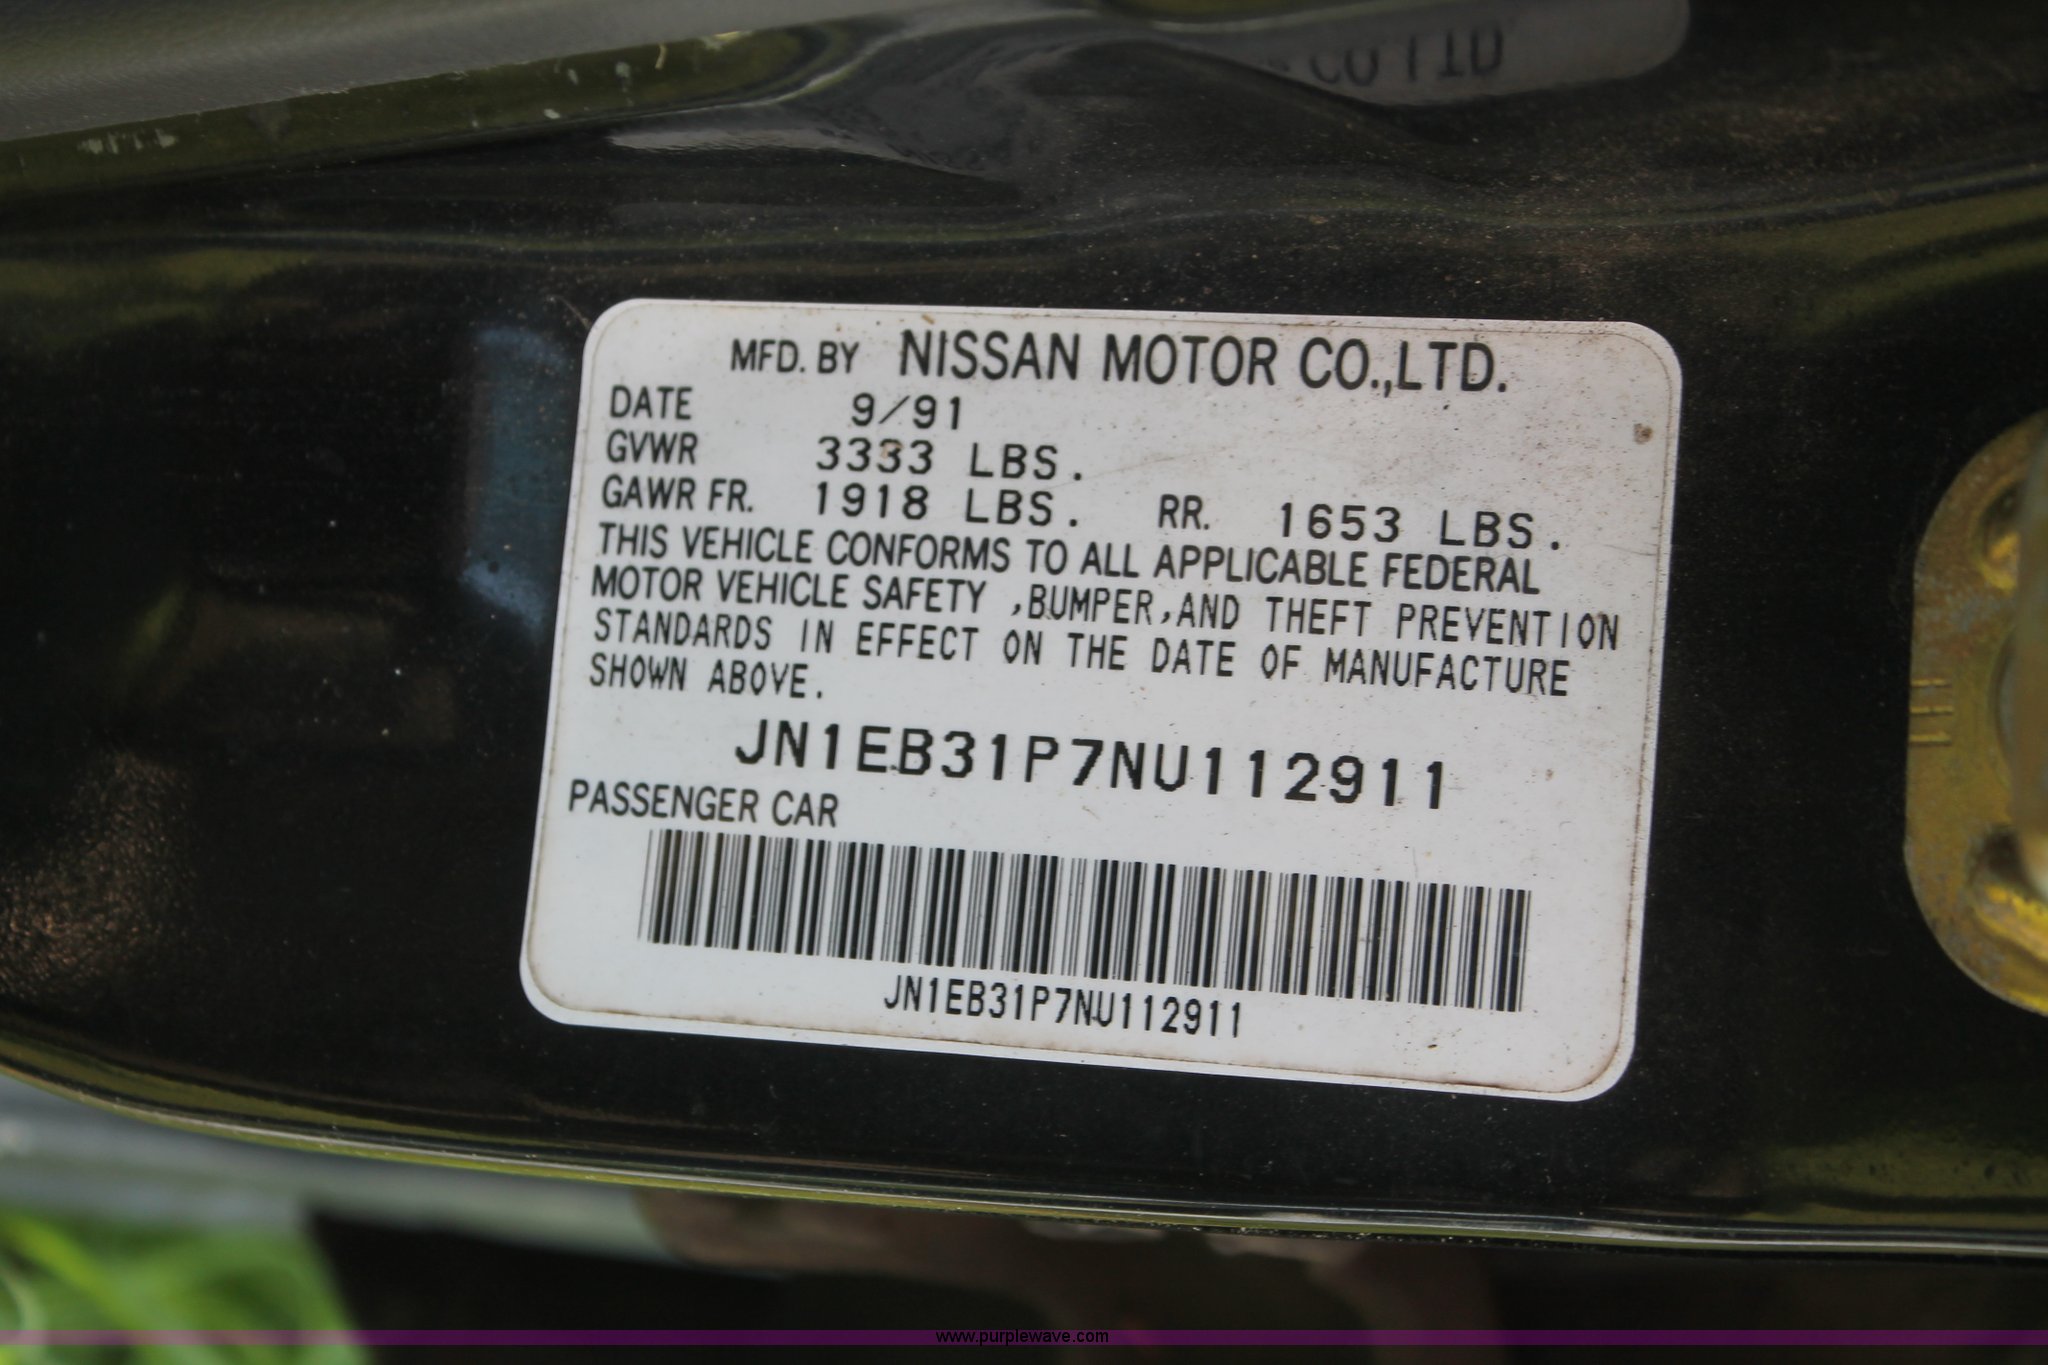 MFD. BY NISSAN MOTOR CO.,LTD.
DATE 9/91
GVWR 3333 LBS.
GAWR FR. 1918 LBS. RR. 1653 LBS.
THIS VEHICLE CONFORMS TO ALL APPLICABLE FEDERAL
MOTOR VEHICLE SAFETY ,BUMPER,AND THEFT PREVENTION
STANDARDS IN EFFECT ON THE DATE OF MANUFACTURE
SHOWN ABOVE.
JN1EB31P7NU112911
PASSENGER CAR
JN1EB31P7NU112911
www.purplewave.com